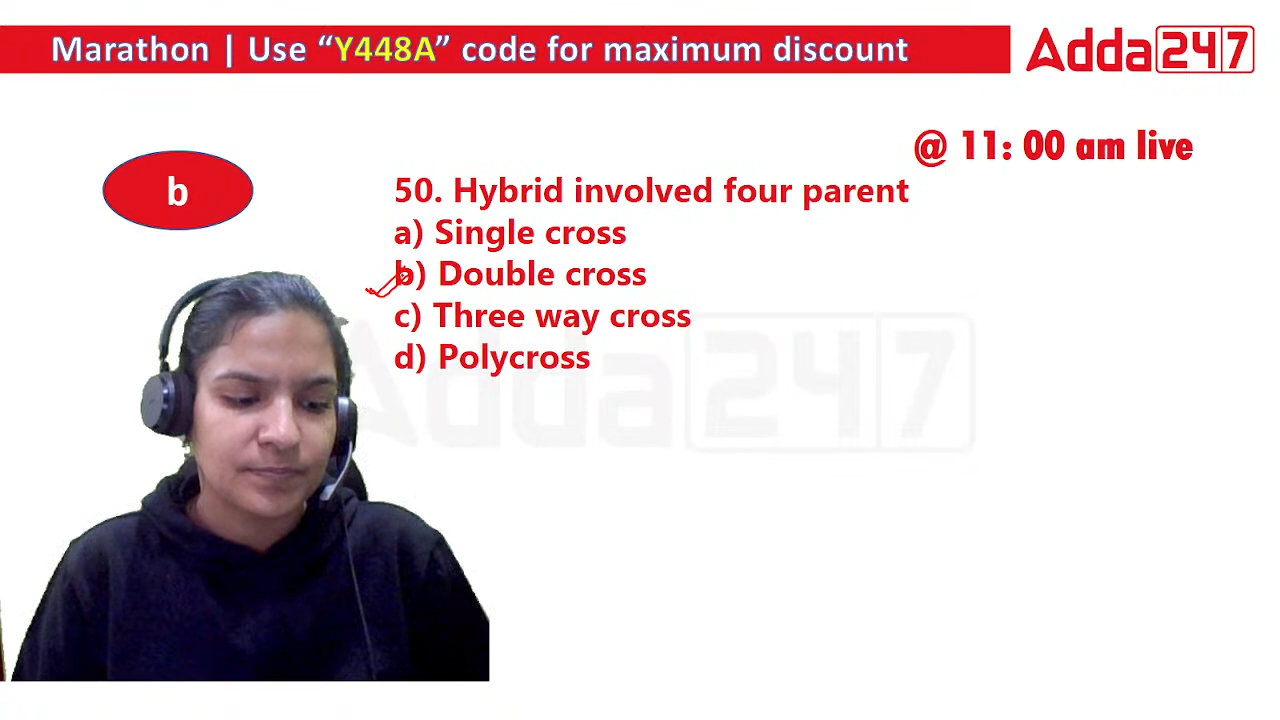 Marathon | Use “Y448A” code for maximum discount
Adda247
@ 11: 00 am live
b
50. Hybrid involved four parent
a) Single cross
b) Double cross
c) Three way cross
d) Polycross
Adda247